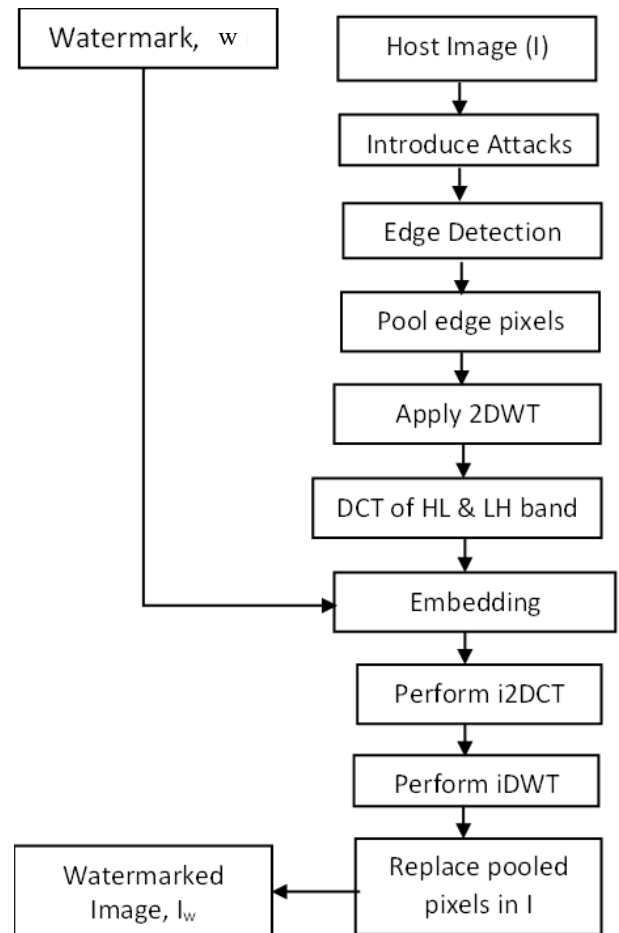 Watermark, w
Host Image (I)
Introduce Attacks
Edge Detection
Pool edge pixels
Apply 2DWT
DCT of HL & LH band
Embedding
Perform i2DCT
Perform iDWT
Replace pooled
pixels in I
Watermarked
Image, Iw